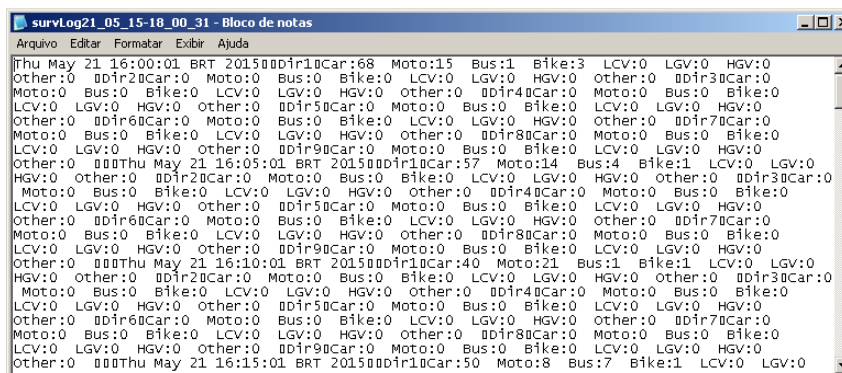 survLog21_05_15-18_00_31 - Bloco de notas
Arquivo Editar Formatar Exibir Ajuda
Thu May 21 16:00:01 BRT 2015▯▯Dir1▯Car:68 Moto:15 Bus:1 Bike:3 LCV:0 LGV:0 HGV:0
Other:0 ▯Dir2▯Car:0 Moto:0 Bus:0 Bike:0 LCV:0 LGV:0 HGV:0 Other:0 ▯Dir3▯Car:0
Moto:0 Bus:0 Bike:0 LCV:0 LGV:0 HGV:0 Other:0 ▯Dir4▯Car:0 Moto:0 Bus:0 Bike:0
LCV:0 LGV:0 HGV:0 Other:0 ▯Dir5▯Car:0 Moto:0 Bus:0 Bike:0 LCV:0 LGV:0 HGV:0
Other:0 ▯Dir6▯Car:0 Moto:0 Bus:0 Bike:0 LCV:0 LGV:0 HGV:0 Other:0 ▯Dir7▯Car:0
Moto:0 Bus:0 Bike:0 LCV:0 LGV:0 HGV:0 Other:0 ▯Dir8▯Car:0 Moto:0 Bus:0 Bike:0
LCV:0 LGV:0 HGV:0 Other:0 ▯Dir9▯Car:0 Moto:0 Bus:0 Bike:0 LCV:0 LGV:0 HGV:0
Other:0 ▯▯▯Thu May 21 16:05:01 BRT 2015▯▯Dir1▯Car:57 Moto:14 Bus:4 Bike:1 LCV:0 LGV:0
HGV:0 Other:0 ▯Dir2▯Car:0 Moto:0 Bus:0 Bike:0 LCV:0 LGV:0 HGV:0 Other:0 ▯Dir3▯Car:0
Moto:0 Bus:0 Bike:0 LCV:0 LGV:0 HGV:0 Other:0 ▯Dir4▯Car:0 Moto:0 Bus:0 Bike:0
LCV:0 LGV:0 HGV:0 Other:0 ▯Dir5▯Car:0 Moto:0 Bus:0 Bike:0 LCV:0 LGV:0 HGV:0
Other:0 ▯Dir6▯Car:0 Moto:0 Bus:0 Bike:0 LCV:0 LGV:0 HGV:0 Other:0 ▯Dir7▯Car:0
Moto:0 Bus:0 Bike:0 LCV:0 LGV:0 HGV:0 Other:0 ▯Dir8▯Car:0 Moto:0 Bus:0 Bike:0
LCV:0 LGV:0 HGV:0 Other:0 ▯Dir9▯Car:0 Moto:0 Bus:0 Bike:0 LCV:0 LGV:0 HGV:0
Other:0 ▯▯▯Thu May 21 16:10:01 BRT 2015▯▯Dir1▯Car:40 Moto:21 Bus:1 Bike:1 LCV:0 LGV:0
HGV:0 Other:0 ▯Dir2▯Car:0 Moto:0 Bus:0 Bike:0 LCV:0 LGV:0 HGV:0 Other:0 ▯Dir3▯Car:0
Moto:0 Bus:0 Bike:0 LCV:0 LGV:0 HGV:0 Other:0 ▯Dir4▯Car:0 Moto:0 Bus:0 Bike:0
LCV:0 LGV:0 HGV:0 Other:0 ▯Dir5▯Car:0 Moto:0 Bus:0 Bike:0 LCV:0 LGV:0 HGV:0
Other:0 ▯Dir6▯Car:0 Moto:0 Bus:0 Bike:0 LCV:0 LGV:0 HGV:0 Other:0 ▯Dir7▯Car:0
Moto:0 Bus:0 Bike:0 LCV:0 LGV:0 HGV:0 Other:0 ▯Dir8▯Car:0 Moto:0 Bus:0 Bike:0
LCV:0 LGV:0 HGV:0 Other:0 ▯Dir9▯Car:0 Moto:0 Bus:0 Bike:0 LCV:0 LGV:0 HGV:0
Other:0 ▯▯▯Thu May 21 16:15:01 BRT 2015▯▯Dir1▯Car:50 Moto:8 Bus:7 Bike:1 LCV:0 LGV:0